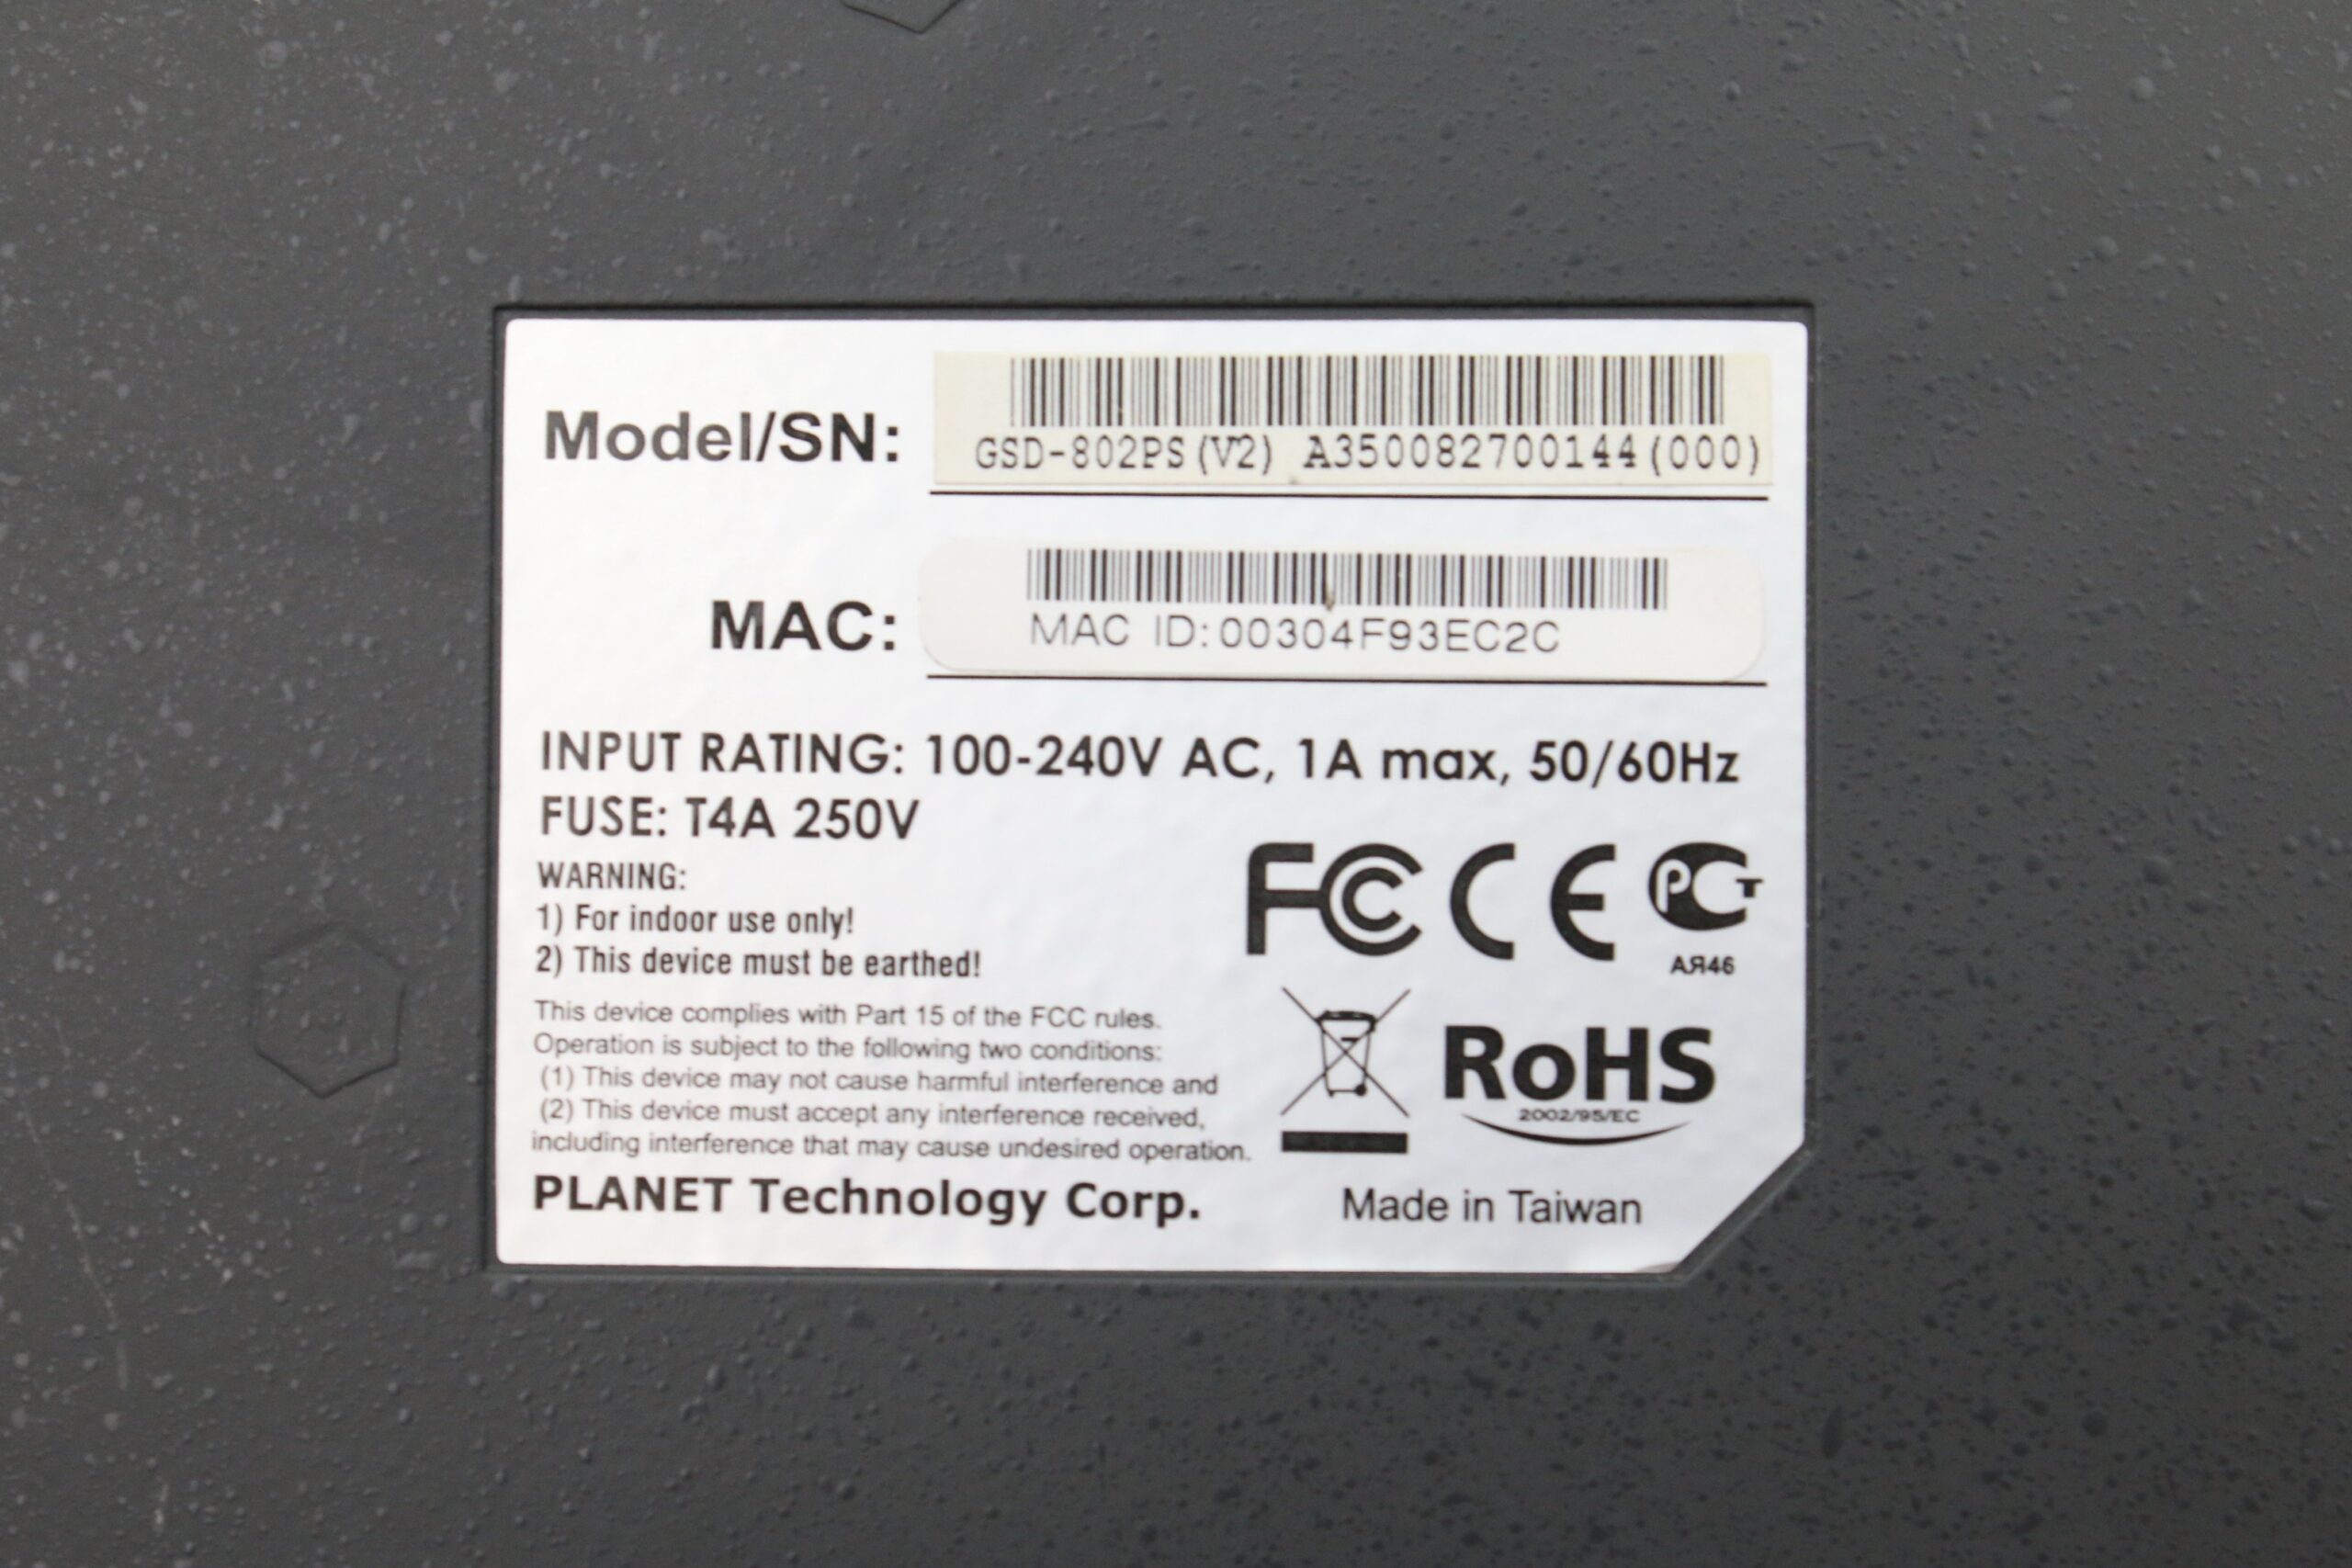 Model/SN: GSD-802PS(V2) A350082700144(000)
MAC: MAC ID:00304F93EC2C
INPUT RATING: 100-240V AC, 1A max, 50/60Hz
FUSE: T4A 250V
WARNING:
1) For indoor use only!
2) This device must be earthed!
FC CE PCT
АЯ46
This device complies with Part 15 of the FCC rules.
Operation is subject to the following two conditions:
(1) This device may not cause harmful interference and
(2) This device must accept any interference received,
including interference that may cause undesired operation.
RoHS
2002/95/EC
PLANET Technology Corp.
Made in Taiwan